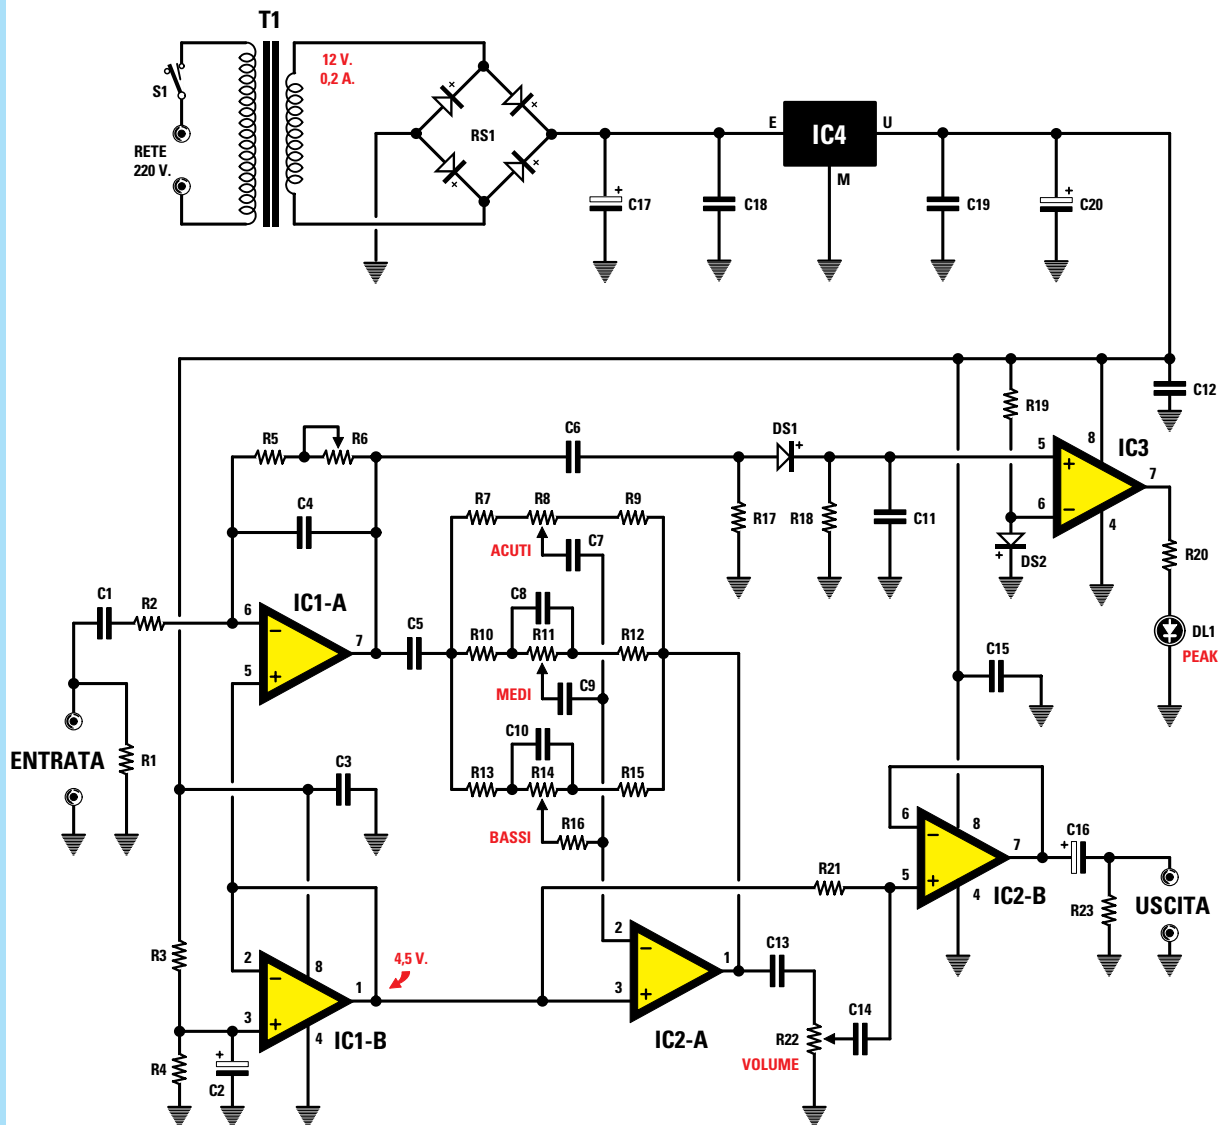 T1
12 V.
0,2 A.
S1
RETE
220 V.
RS1
E
IC4
U
M
C17
C18
C19
C20
C12
R19
DS1
C6
R5
R6
IC3
5
8
7
6
4
C4
R7
R8
R9
R17
R18
C11
DS2
ACUTI
C7
R20
C1
R2
6
IC1-A
C5
C8
R10
R11
R12
DL1
PEAK
7
5
C9
MEDI
C15
C10
ENTRATA
R1
C3
R13
R14
R15
BASSI
R16
6
8
7
C16
R21
5
4
IC2-B
R23
USCITA
R3
2
8
4,5 V.
2
C13
1
3
4
IC1-B
1
3
IC2-A
C14
R22
VOLUME
R4
C2